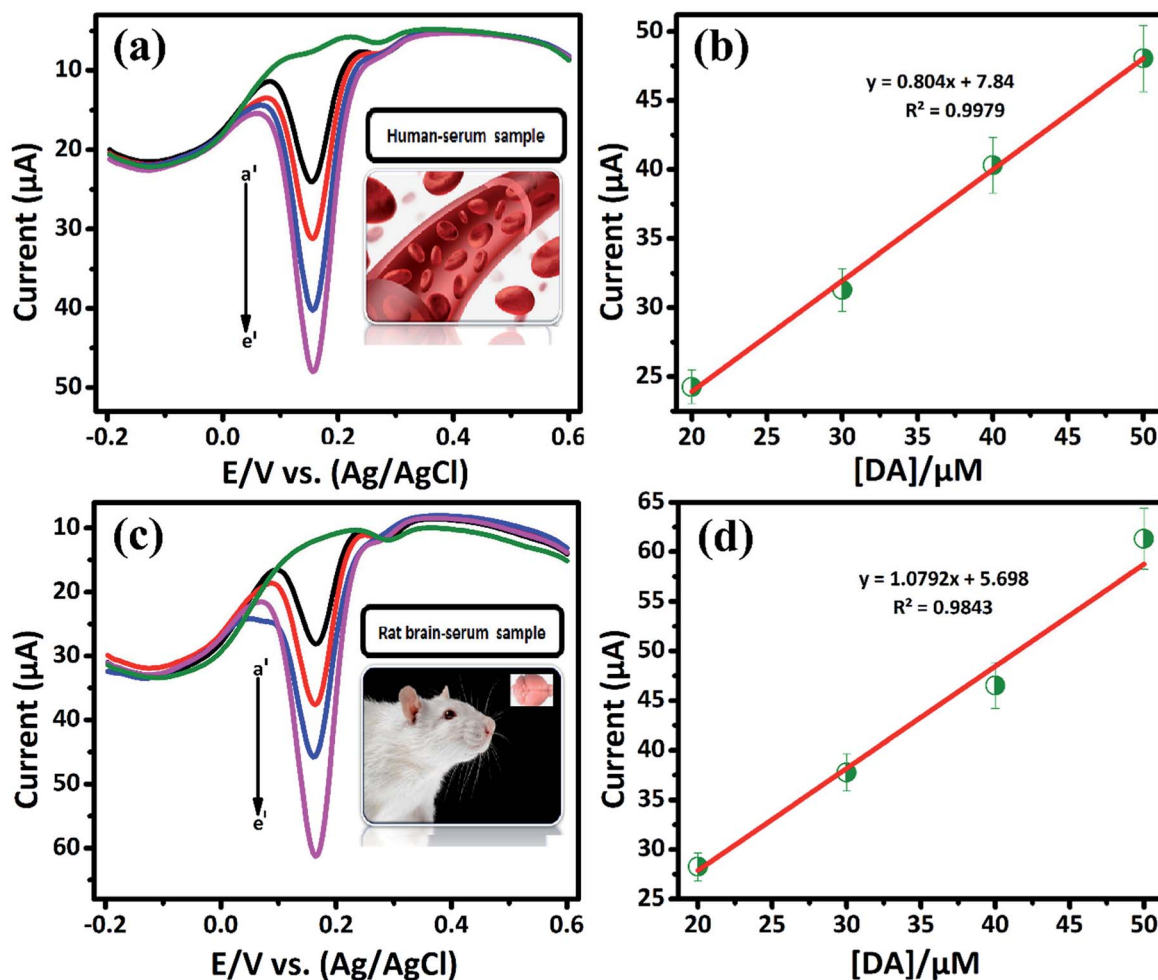 (a)
10
20
30
40
50
Current (µA)
a'
e'
Human-serum sample
-0.2
0.0
0.2
0.4
0.6
E/V vs. (Ag/AgCl)
(b)
50
45
40
35
30
25
Current (µA)
y = 0.804x + 7.84
R² = 0.9979
20
25
30
35
40
45
50
[DA]/µM
(c)
10
20
30
40
50
60
Current (µA)
a'
e'
Rat brain-serum sample
-0.2
0.0
0.2
0.4
0.6
E/V vs. (Ag/AgCl)
(d)
65
60
55
50
45
40
35
30
25
Current (µA)
y = 1.0792x + 5.698
R² = 0.9843
20
25
30
35
40
45
50
[DA]/µM